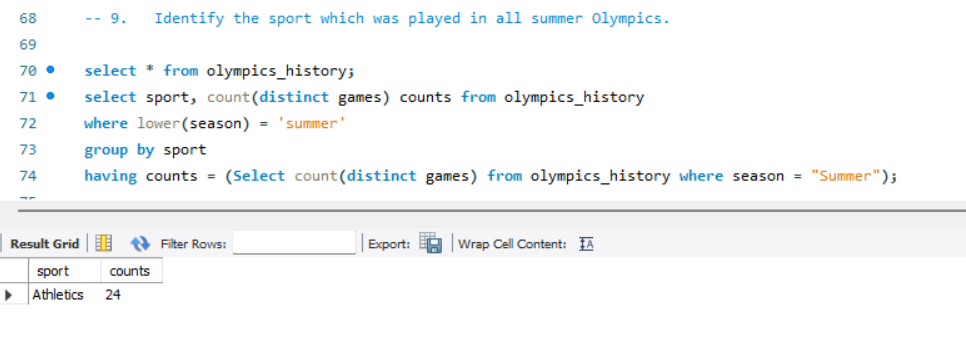 68 -- 9. Identify the sport which was played in all summer Olympics.
69
70 select * from olympics_history;
71 select sport, count(distinct games) counts from olympics_history
72 where lower(season) = 'summer'
73 group by sport
74 having counts = (Select count(distinct games) from olympics_history where season = "Summer");
Result Grid Filter Rows: Export: Wrap Cell Content: IA
sport counts
Athletics 24